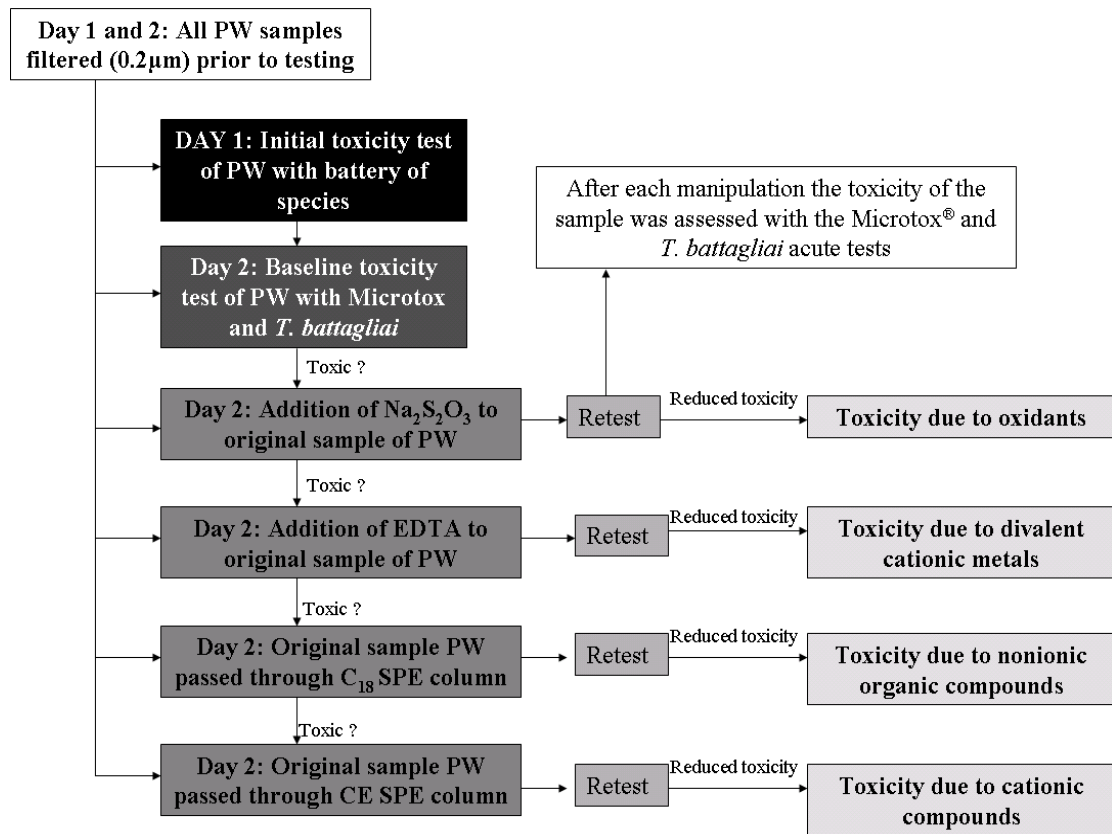 Day 1 and 2: All PW samples
filtered (0.2µm) prior to testing
DAY 1: Initial toxicity test
of PW with battery of
species
After each manipulation the toxicity of the
sample was assessed with the Microtox® and
T. battagliai acute tests
Day 2: Baseline toxicity
test of PW with Microtox
and T. battagliai
Toxic ?
Day 2: Addition of Na₂S₂O₃ to
original sample of PW
Retest
Reduced toxicity
Toxicity due to oxidants
Toxic ?
Day 2: Addition of EDTA to
original sample of PW
Retest
Reduced toxicity
Toxicity due to divalent
cationic metals
Toxic ?
Day 2: Original sample PW
passed through C₁₈ SPE column
Retest
Reduced toxicity
Toxicity due to nonionic
organic compounds
Toxic ?
Day 2: Original sample PW
passed through CE SPE column
Retest
Reduced toxicity
Toxicity due to cationic
compounds